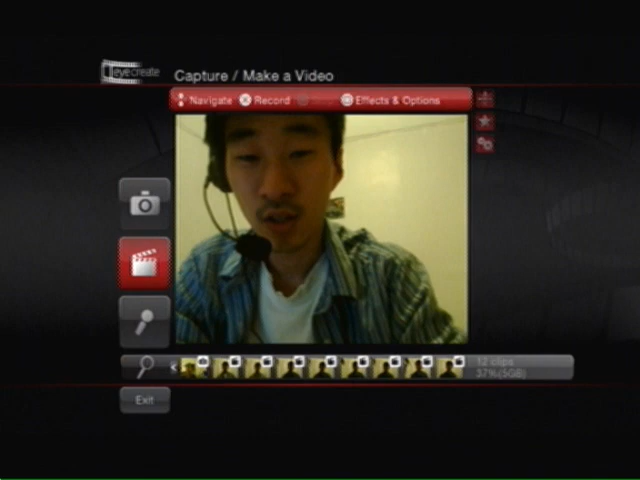 eyecreate
Capture / Make a Video
Navigate Record Effects & Options
12 clips
37%(5GB)
Exit